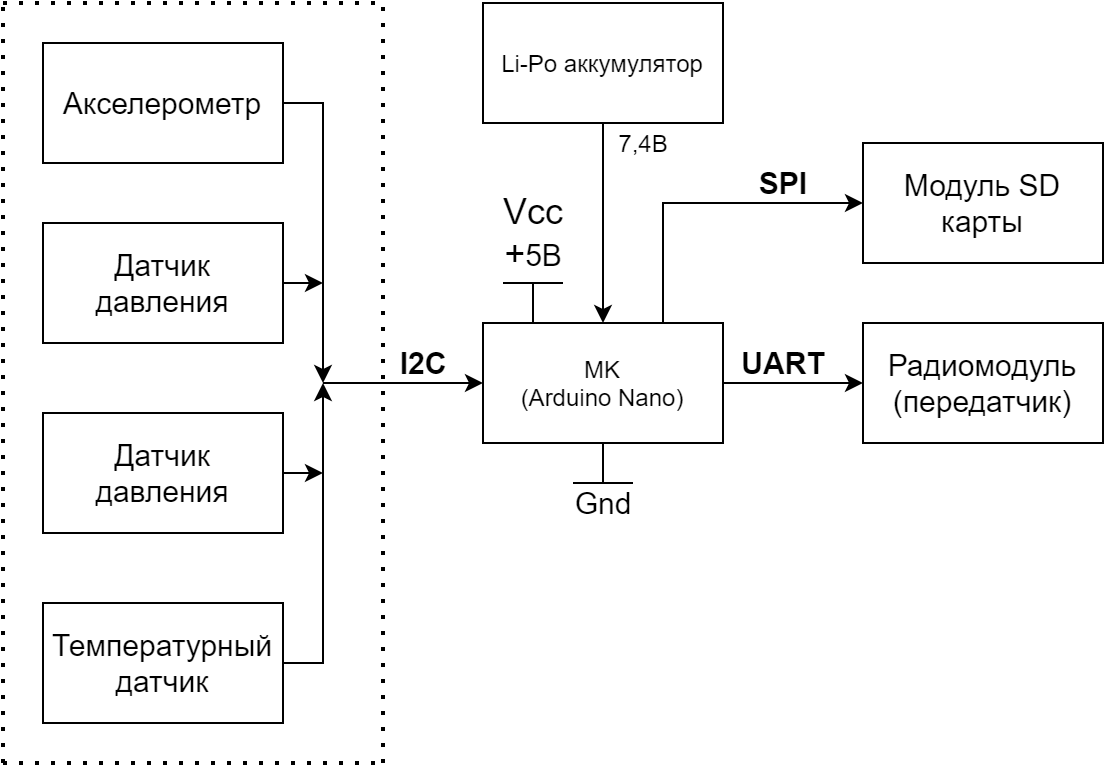 Акселерометр
Датчик
давления
Датчик
давления
Температурный
датчик
I2C
Li-Po аккумулятор
7,4В
Vcc
+5В
МК
(Arduino Nano)
Gnd
SPI
Модуль SD
карты
UART
Радиомодуль
(передатчик)